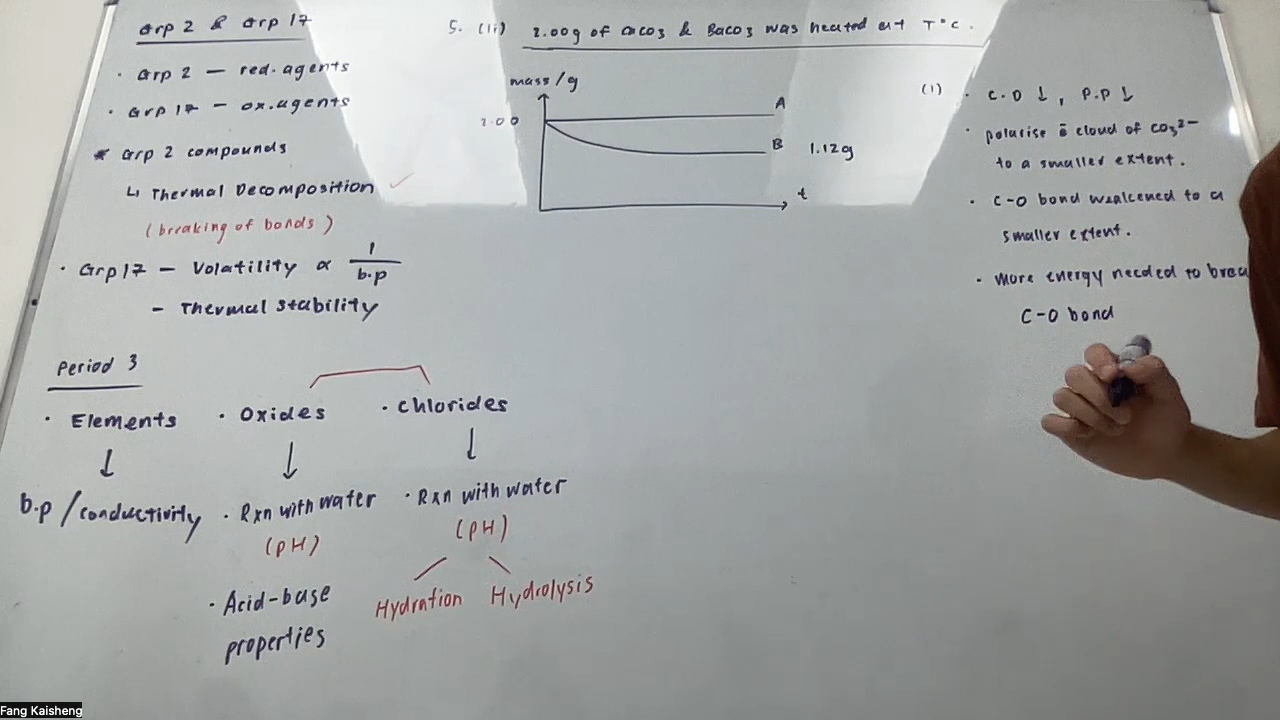 Grp 2 & Grp 17
· Grp 2 — red. agents
· Grp 17 - ox. agents
* Grp 2 compounds
↳ Thermal Decomposition ✓
(breaking of bonds)
· Grp 17 — Volatility ∝ 1/b.p
- Thermal stability
Period 3
· Elements · Oxides · Chlorides
↓ ↓ ↓
b.p / conductivity · Rxn with water · Rxn with water
(pH) (pH)
· Acid-base Hydration Hydrolysis
properties
5. (ii) 2.00g of CaCO3 & BaCO3 was heated at T°C.
mass/g
A
2.00
B 1.12g
t
(i) · C.D ↓, P.P ↓
· polarise ē cloud of CO3²⁻
to a smaller extent.
· C-O bond weakened to a
smaller extent.
· More energy needed to brea
C-O bond
Fang Kaisheng